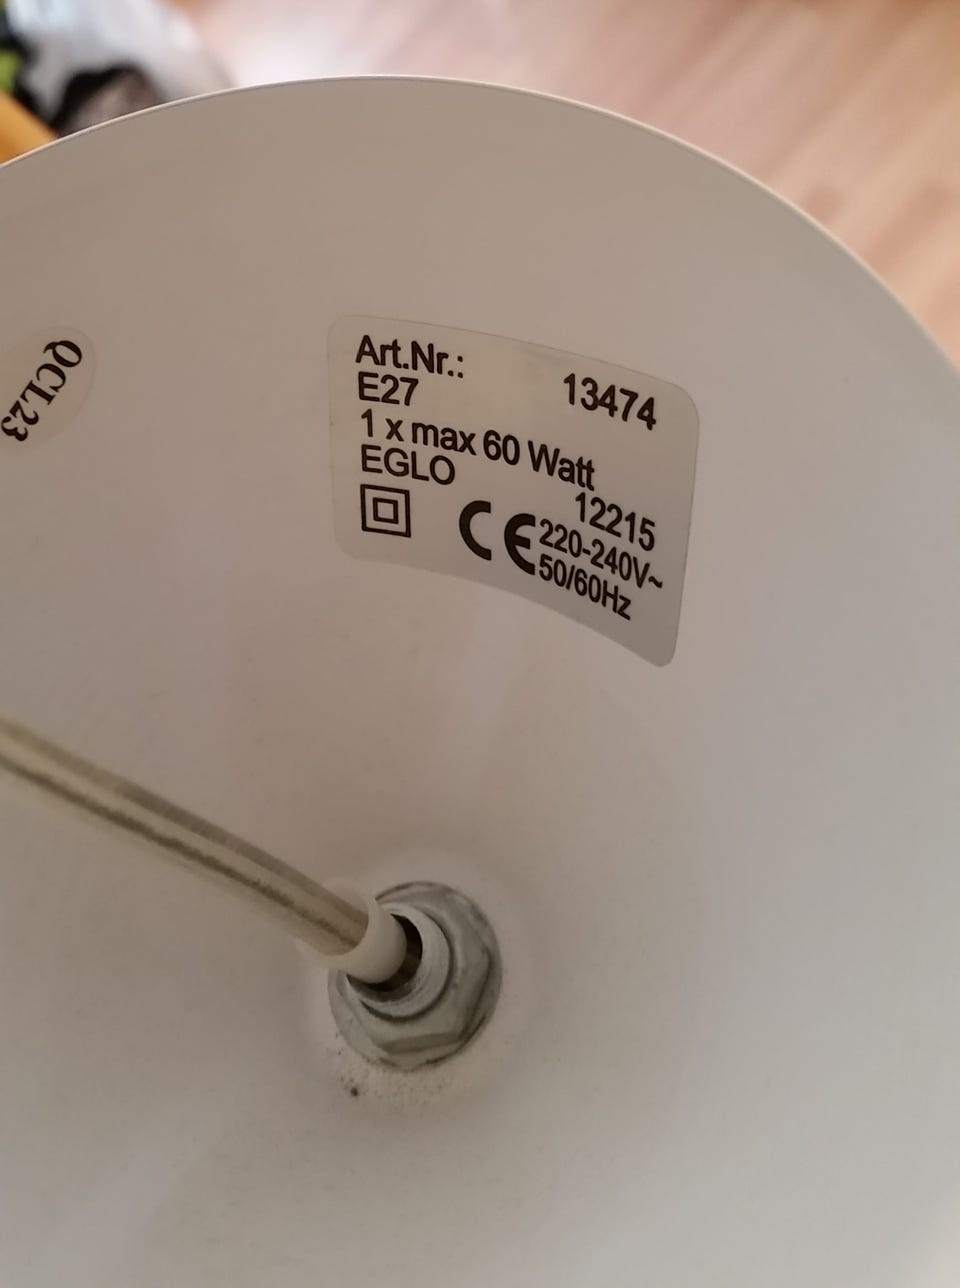 QCL23
Art.Nr.: 13474
E27
1 x max 60 Watt
EGLO 12215
CE 220-240V~
50/60Hz